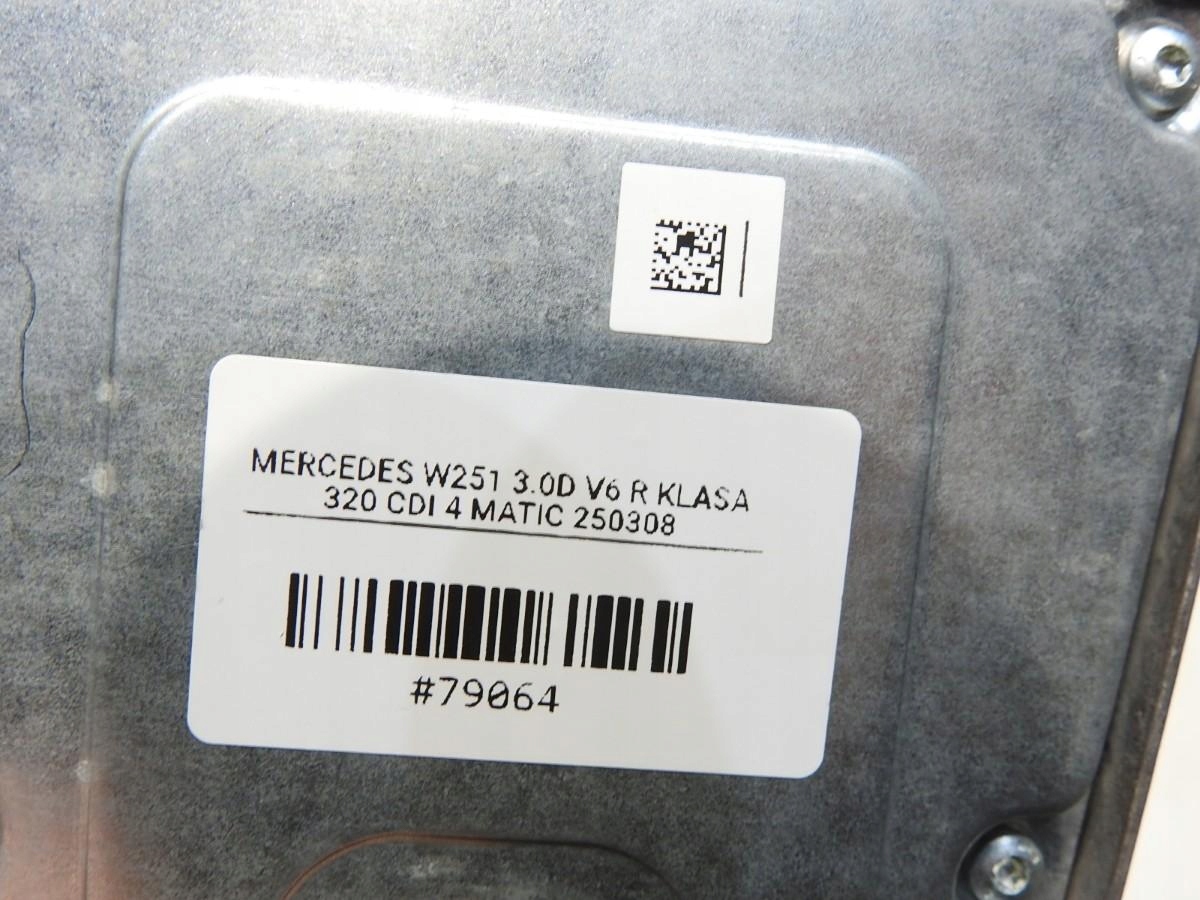 MERCEDES W251 3.0D V6 R KLASA
320 CDI 4 MATIC 250308
#79064